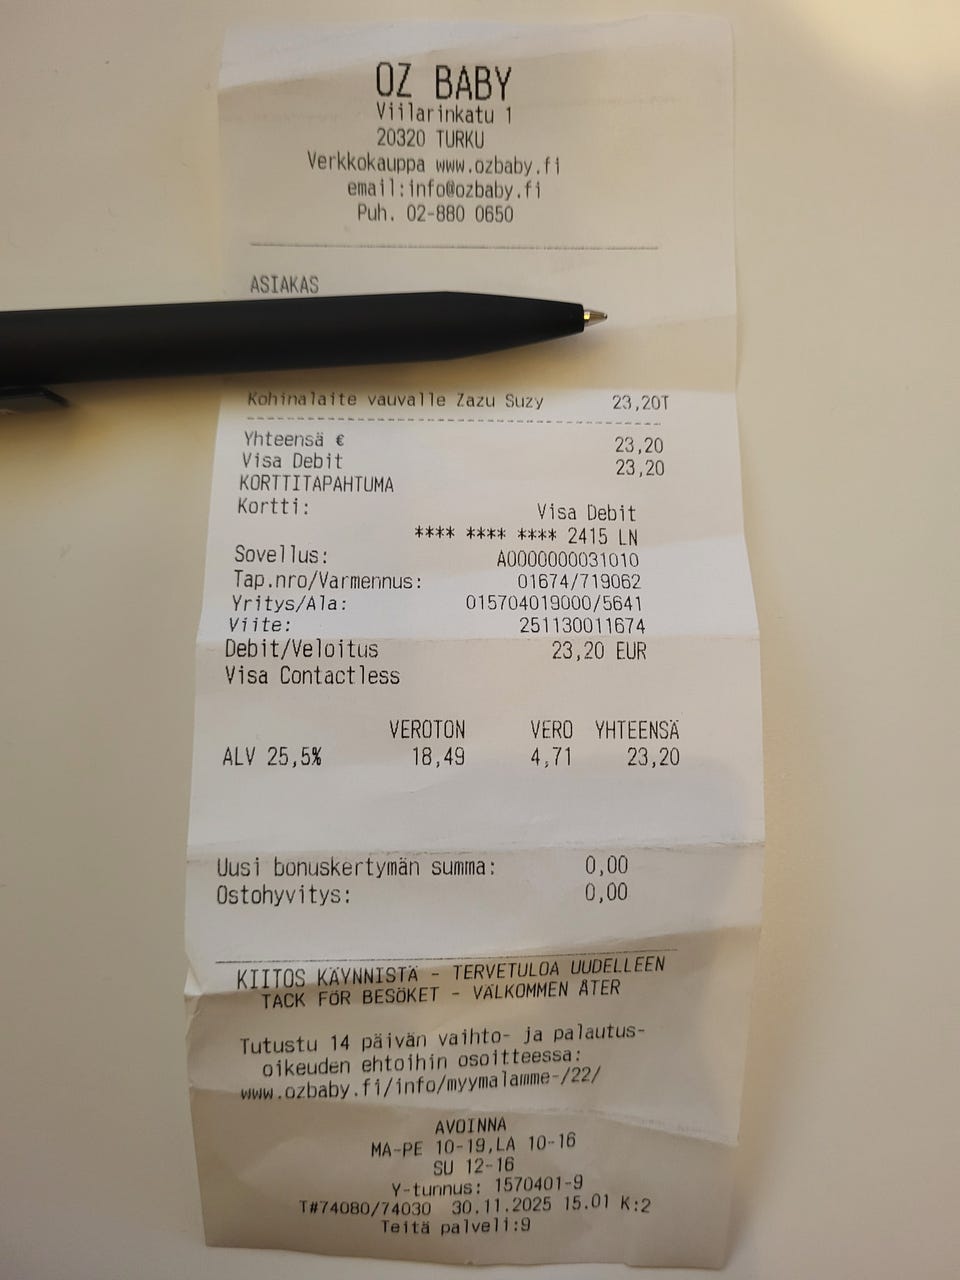 OZ BABY
Viilarinkatu 1
20320 TURKU
Verkkokauppa www.ozbaby.fi
email:info@ozbaby.fi
Puh. 02-880 0650
ASIAKAS
Kohinalaite vauvalle Zazu Suzy 23,20T
Yhteensä € 23,20
Visa Debit 23,20
KORTTITAPAHTUMA
Kortti: Visa Debit
**** **** **** 2415 LN
Sovellus: A0000000031010
Tap.nro/Varmennus: 01674/719062
Yritys/Ala: 015704019000/5641
Viite: 251130011674
Debit/Veloitus 23,20 EUR
Visa Contactless
VEROTON VERO YHTEENSÄ
ALV 25,5% 18,49 4,71 23,20
Uusi bonuskertymän summa: 0,00
Ostohyvitys: 0,00
KIITOS KÄYNNISTÄ - TERVETULOA UUDELLEEN
TACK FÖR BESÖKET - VÄLKOMMEN ÅTER
Tutustu 14 päivän vaihto- ja palautus-
oikeuden ehtoihin osoitteessa:
www.ozbaby.fi/info/myymalamme-/22/
AVOINNA
MA-PE 10-19,LA 10-16
SU 12-16
Y-tunnus: 1570401-9
T#74080/74030 30.11.2025 15.01 K:2
Teitä palveli:9